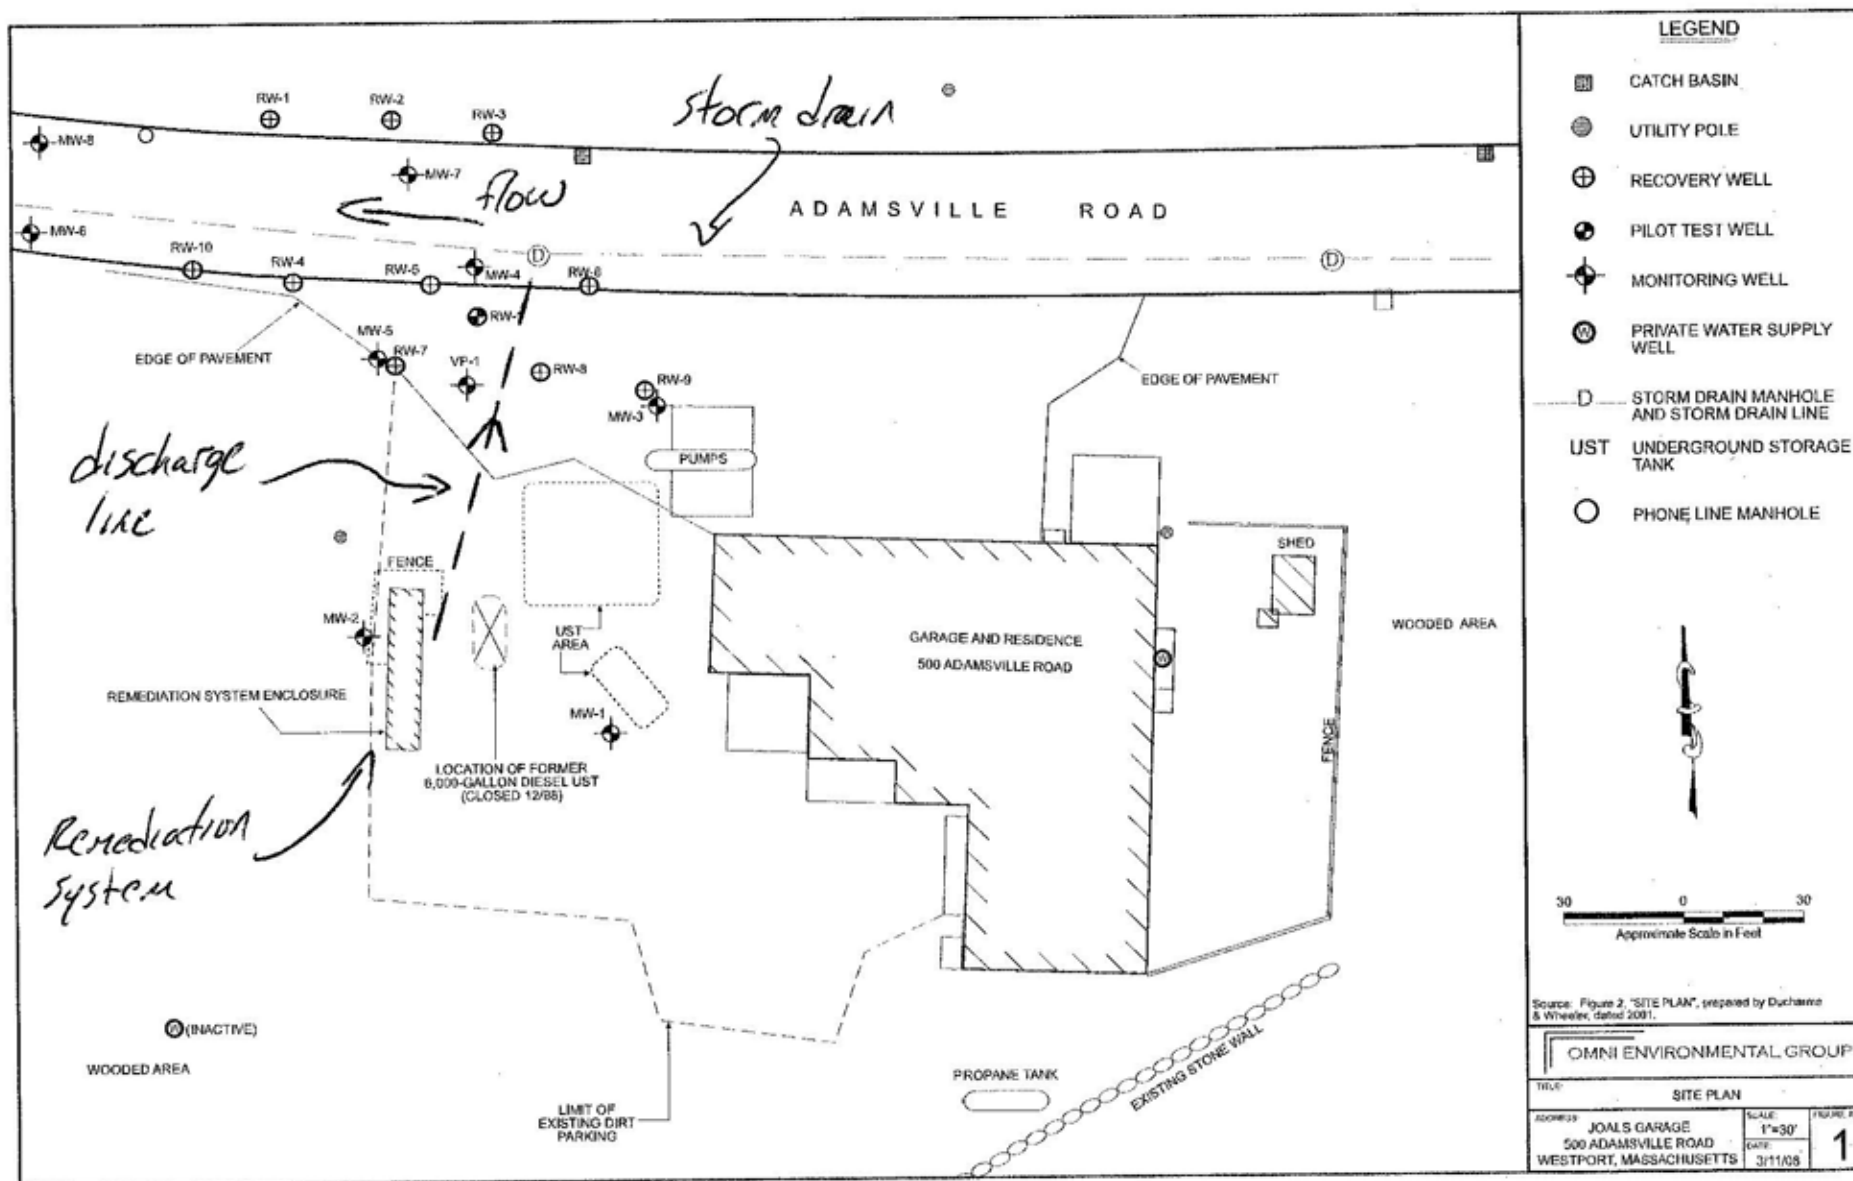 RW-1
RW-2
RW-3
storm drain
MW-8
MW-7
flow
ADAMSVILLE ROAD
MW-6
RW-10
RW-4
RW-5
MW-4
RW-6
D
D
RW-1
EDGE OF PAVEMENT
MW-5
RW-7
VP-1
RW-8
RW-9
MW-3
EDGE OF PAVEMENT
PUMPS
discharge
line
FENCE
SHED
MW-2
UST
AREA
GARAGE AND RESIDENCE
500 ADAMSVILLE ROAD
WOODED AREA
W
REMEDIATION SYSTEM ENCLOSURE
MW-1
FENCE
LOCATION OF FORMER
6,000-GALLON DIESEL UST
(CLOSED 12/88)
Remediation
system
W (INACTIVE)
WOODED AREA
LIMIT OF
EXISTING DIRT
PARKING
PROPANE TANK
EXISTING STONE WALL
LEGEND
CATCH BASIN
UTILITY POLE
RECOVERY WELL
PILOT TEST WELL
MONITORING WELL
W PRIVATE WATER SUPPLY
WELL
D STORM DRAIN MANHOLE
AND STORM DRAIN LINE
UST UNDERGROUND STORAGE
TANK
PHONE LINE MANHOLE
30 0 30
Approximate Scale in Feet
Source: Figure 2, "SITE PLAN", prepared by Ducharme
& Wheeler, dated 2001.
OMNI ENVIRONMENTAL GROUP
TITLE:
SITE PLAN
ADDRESS:
JOALS GARAGE
500 ADAMSVILLE ROAD
WESTPORT, MASSACHUSETTS
SCALE:
1"=30'
DATE:
3/11/08
1